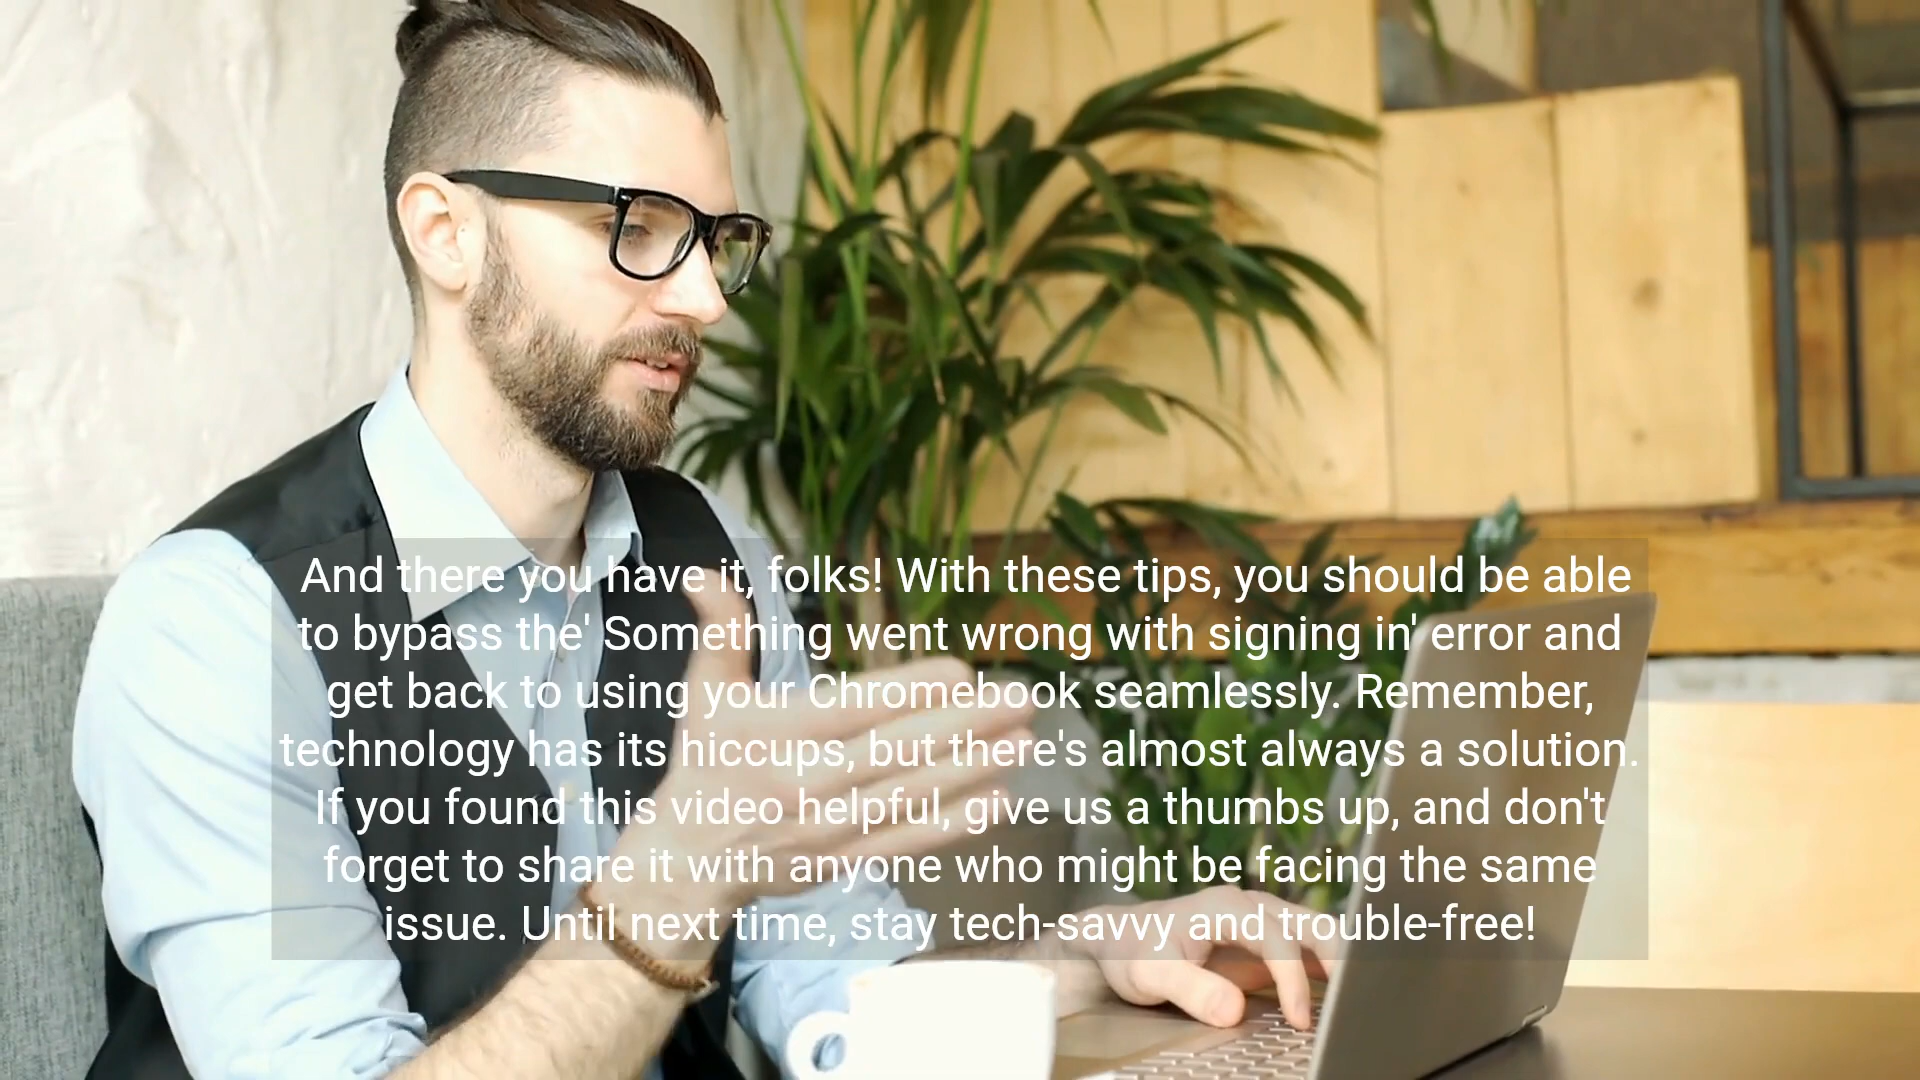 And there you have it, folks! With these tips, you should be able
to bypass the' Something went wrong with signing in' error and
get back to using your Chromebook seamlessly. Remember,
technology has its hiccups, but there's almost always a solution.
If you found this video helpful, give us a thumbs up, and don't
forget to share it with anyone who might be facing the same
issue. Until next time, stay tech-savvy and trouble-free!